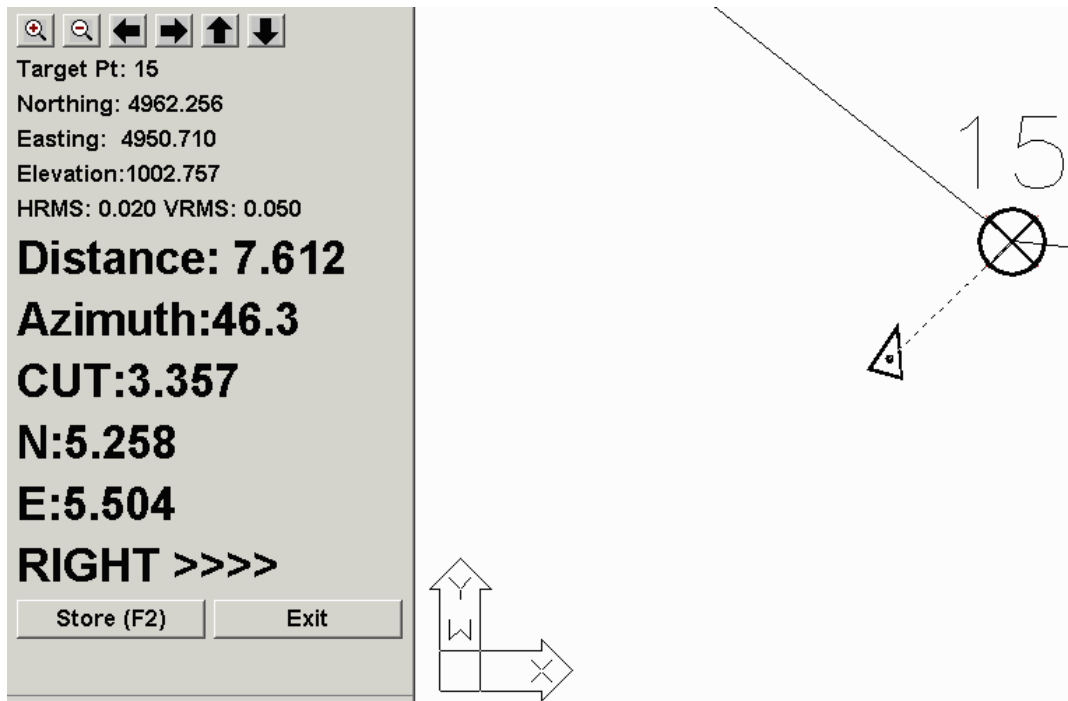 Target Pt: 15
Northing: 4962.256
Easting: 4950.710
Elevation:1002.757
HRMS: 0.020 VRMS: 0.050
Distance: 7.612
Azimuth:46.3
CUT:3.357
N:5.258
E:5.504
RIGHT >>>>
Store (F2) Exit
15
Y
W
X